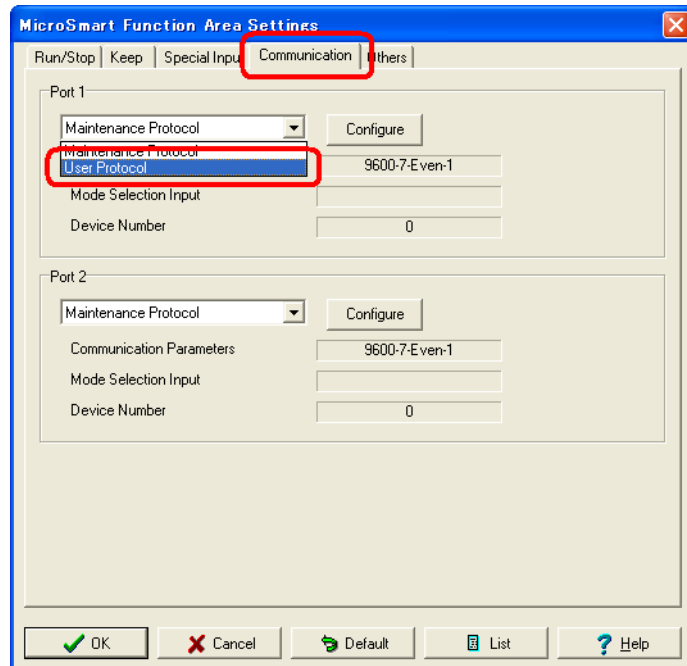 MicroSmart Function Area Settings
Run/Stop Keep Special Inpu Communication thers
Port 1
Maintenance Protocol Configure
Maintenance Protocol
User Protocol 9600-7-Even-1
Mode Selection Input
Device Number 0
Port 2
Maintenance Protocol Configure
Communication Parameters 9600-7-Even-1
Mode Selection Input
Device Number 0
OK Cancel Default List Help